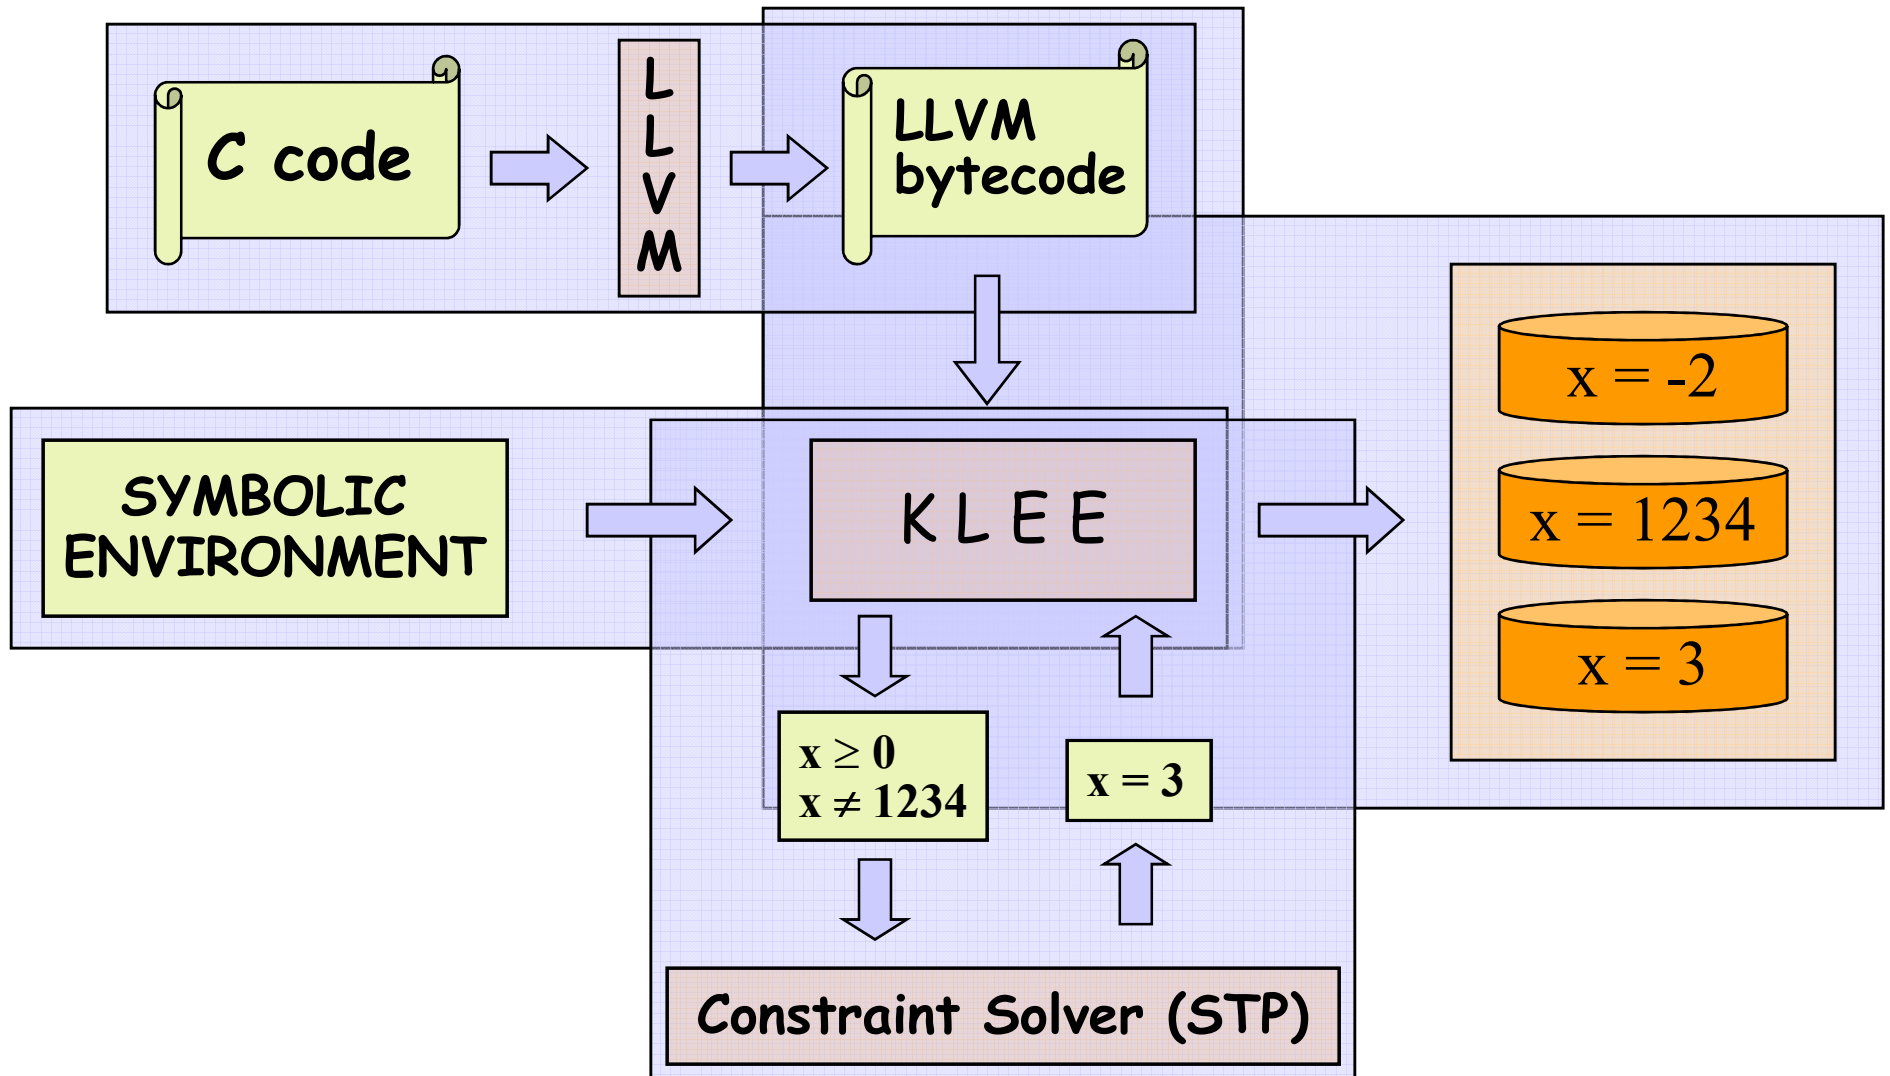 C code
L
L
V
M
LLVM
bytecode
SYMBOLIC
ENVIRONMENT
K L E E
x = -2
x = 1234
x = 3
x ≥ 0
x ≠ 1234
x = 3
Constraint Solver (STP)